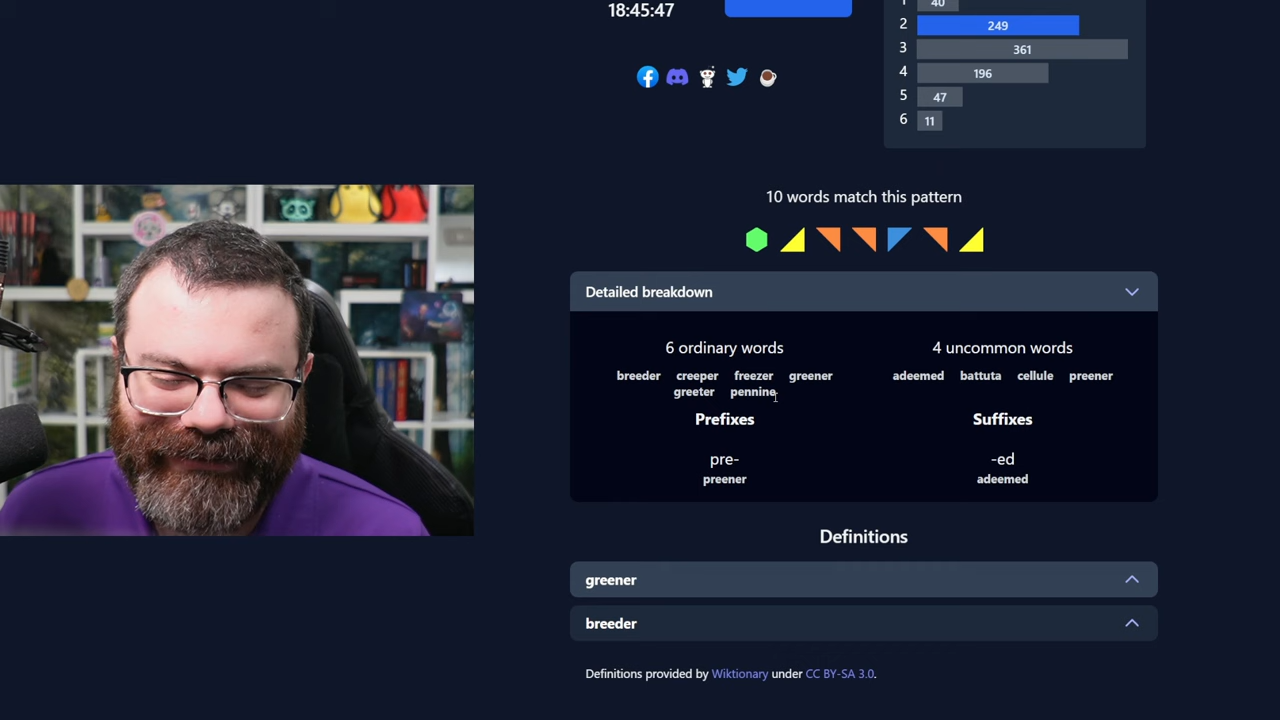 18:45:47
1 40
2 249
3 361
4 196
5 47
6 11
10 words match this pattern
Detailed breakdown
6 ordinary words
breeder creeper freezer greener
greeter pennine
Prefixes
pre-
preener
4 uncommon words
adeemed battuta cellule preener
Suffixes
-ed
adeemed
Definitions
greener
breeder
Definitions provided by Wiktionary under CC BY-SA 3.0.